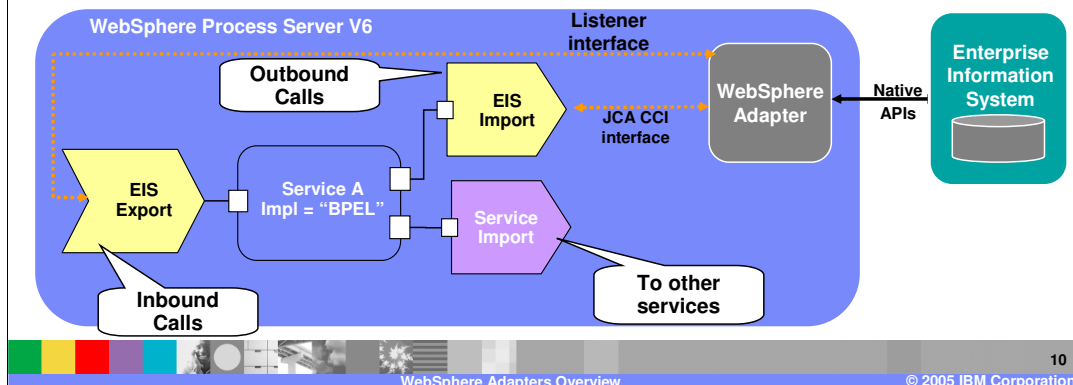 WebSphere Process Server V6
Listener
interface
Enterprise
Information
System
Outbound
Calls
EIS
Import
WebSphere
Adapter
Native
APIs
JCA CCI
interface
EIS
Export
Service A
Impl = “BPEL”
Service
Import
Inbound
Calls
To other
services
10
WebSphere Adapters Overview
© 2005 IBM Corporation